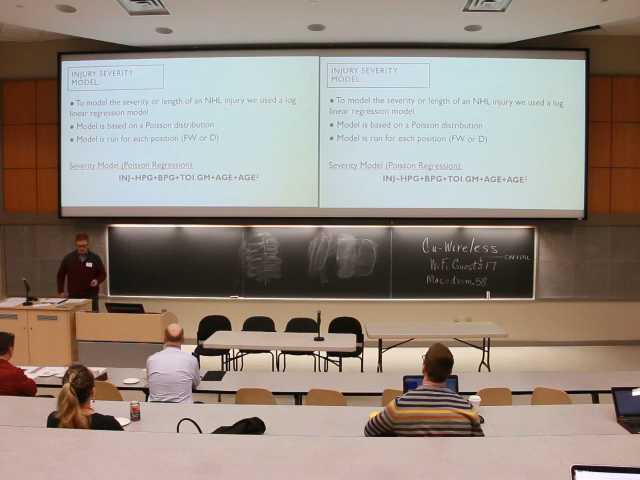 INJURY SEVERITY
MODEL:
• To model the severity or length of an NHL injury we used a log
linear regression model
• Model is based on a Poisson distribution
• Model is run for each position (FW or D)
Severity Model (Poisson Regression):
INJ~HPG+BPG+TOI.GM+AGE+AGE²
INJURY SEVERITY
MODEL:
• To model the severity or length of an NHL injury we used a log
linear regression model
• Model is based on a Poisson distribution
• Model is run for each position (FW or D)
Severity Model (Poisson Regression):
INJ~HPG+BPG+TOI.GM+AGE+AGE²
Cu-Wireless
CAPITAL
WiFi Guests17
Macodrum.58